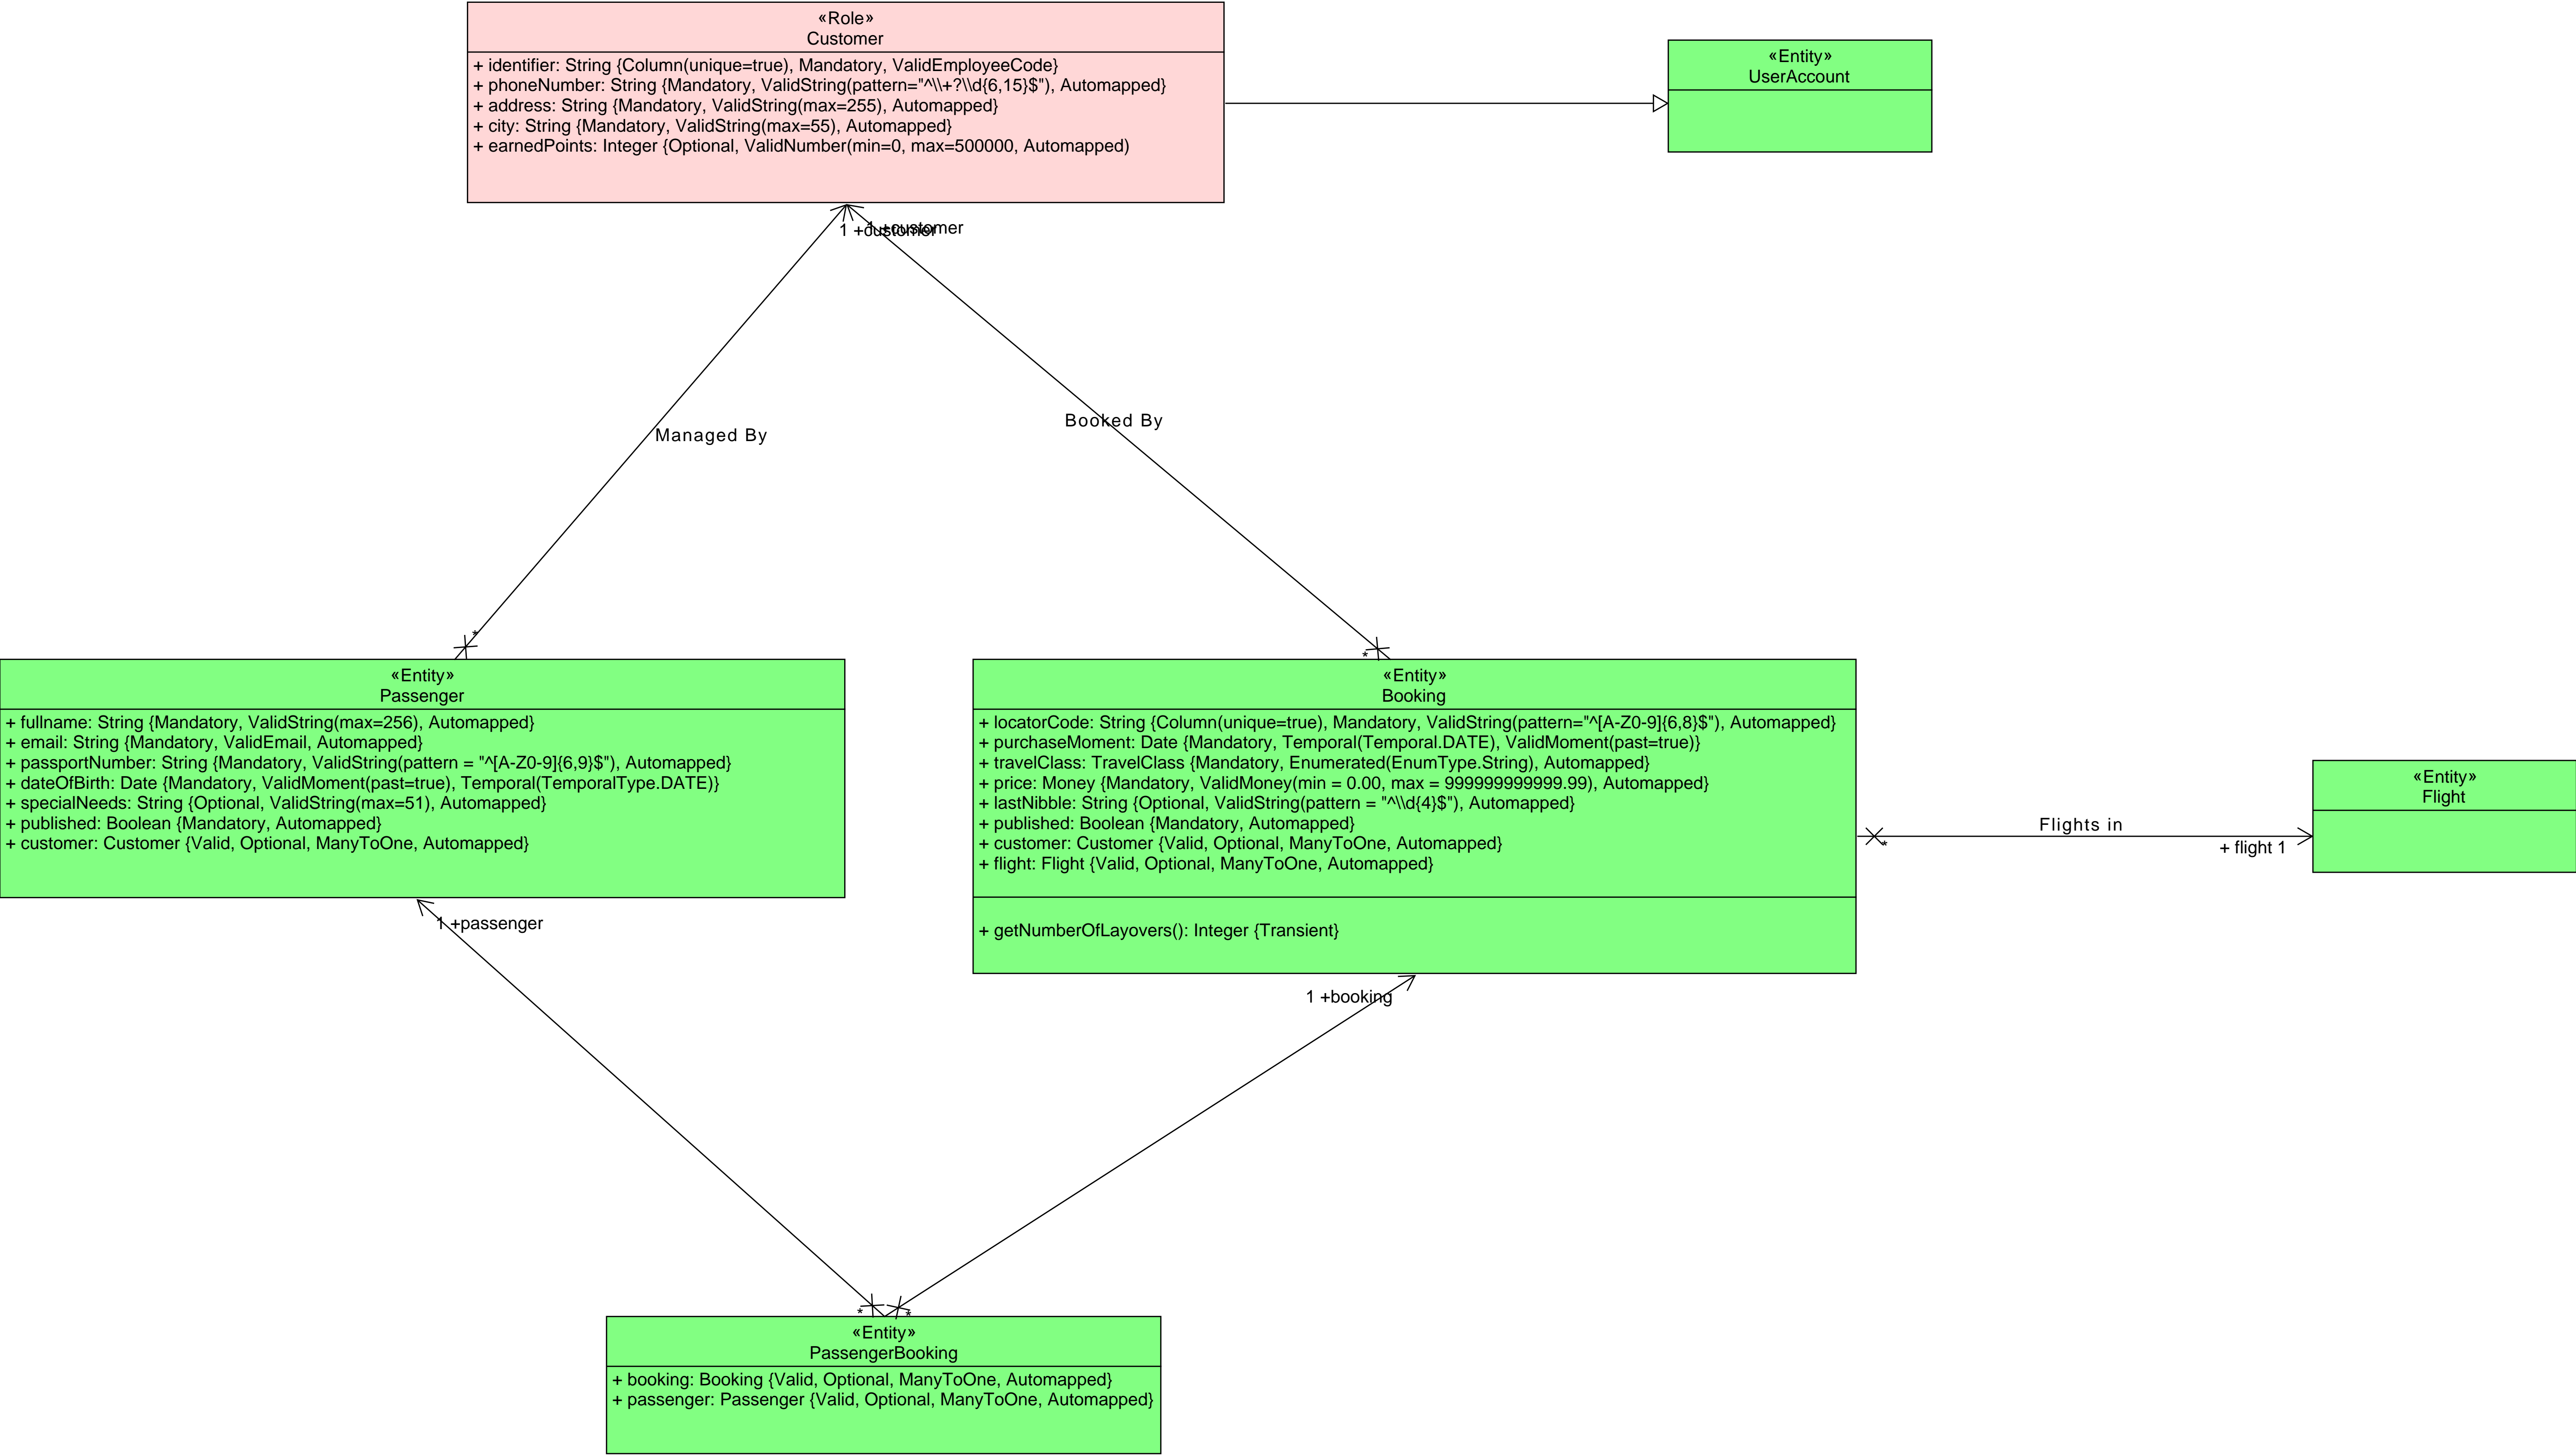 «Role»
Customer
+ identifier: String {Column(unique=true), Mandatory, ValidEmployeeCode}
+ phoneNumber: String {Mandatory, ValidString(pattern="^\\+?\\d{6,15}$"), Automapped}
+ address: String {Mandatory, ValidString(max=255), Automapped}
+ city: String {Mandatory, ValidString(max=55), Automapped}
+ earnedPoints: Integer {Optional, ValidNumber(min=0, max=500000, Automapped)
«Entity»
UserAccount
1 +customer
1 +customer
Managed By
Booked By
*
*
«Entity»
Passenger
+ fullname: String {Mandatory, ValidString(max=256), Automapped}
+ email: String {Mandatory, ValidEmail, Automapped}
+ passportNumber: String {Mandatory, ValidString(pattern = "^[A-Z0-9]{6,9}$"), Automapped}
+ dateOfBirth: Date {Mandatory, ValidMoment(past=true), Temporal(TemporalType.DATE)}
+ specialNeeds: String {Optional, ValidString(max=51), Automapped}
+ published: Boolean {Mandatory, Automapped}
+ customer: Customer {Valid, Optional, ManyToOne, Automapped}
«Entity»
Booking
+ locatorCode: String {Column(unique=true), Mandatory, ValidString(pattern="^[A-Z0-9]{6,8}$"), Automapped}
+ purchaseMoment: Date {Mandatory, Temporal(Temporal.DATE), ValidMoment(past=true)}
+ travelClass: TravelClass {Mandatory, Enumerated(EnumType.String), Automapped}
+ price: Money {Mandatory, ValidMoney(min = 0.00, max = 999999999999.99), Automapped}
+ lastNibble: String {Optional, ValidString(pattern = "^\\d{4}$"), Automapped}
+ published: Boolean {Mandatory, Automapped}
+ customer: Customer {Valid, Optional, ManyToOne, Automapped}
+ flight: Flight {Valid, Optional, ManyToOne, Automapped}
+ getNumberOfLayovers(): Integer {Transient}
*
Flights in
+ flight 1
«Entity»
Flight
1 +passenger
1 +booking
*
*
«Entity»
PassengerBooking
+ booking: Booking {Valid, Optional, ManyToOne, Automapped}
+ passenger: Passenger {Valid, Optional, ManyToOne, Automapped}